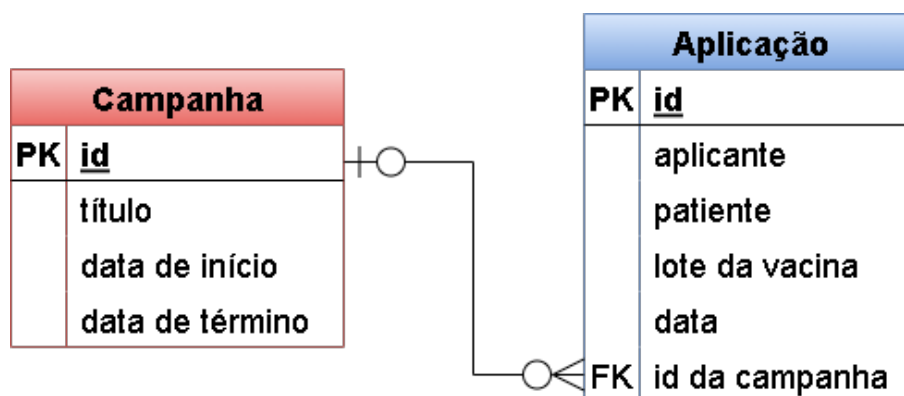 Campanha
PK id
título
data de início
data de término
Aplicação
PK id
aplicante
patiente
lote da vacina
data
FK id da campanha